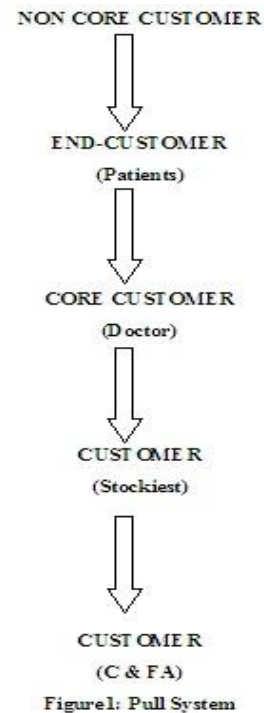 NON CORE CUSTOMER
END-CUSTOMER
(Patients)
CORE CUSTOMER
(Doctor)
CUSTOMER
(Stockiest)
CUSTOMER
(C & FA)
Figure1: Pull System